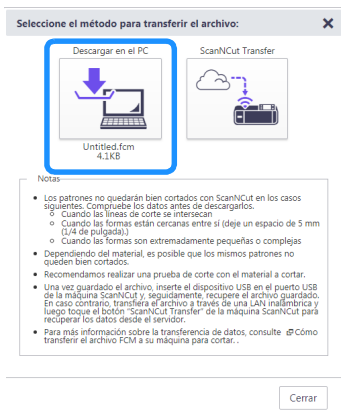 Seleccione el método para transferir el archivo:
Descargar en el PC
ScanNCut Transfer
Untitled.fcm
4.1KB
Notas
Los patrones no quedarán bien cortados con ScanNCut en los casos
siguientes. Compruebe los datos antes de descargarlos.
Cuando las líneas de corte se intersecan
Cuando las formas están cercanas entre sí (deje un espacio de 5 mm
(1/4 de pulgada).)
Cuando las formas son extremadamente pequeñas o complejas
Dependiendo del material, es posible que los mismos patrones no
queden bien cortados.
Recomendamos realizar una prueba de corte con el material a cortar.
Una vez guardado el archivo, inserte el dispositivo USB en el puerto USB
de la máquina ScanNCut y, seguidamente, recupere el archivo guardado.
En caso contrario, transfiera el archivo a través de una LAN inalámbrica y
luego toque el botón "ScanNCut Transfer" de la máquina ScanNCut para
recuperar los datos desde el servidor.
Para más información sobre la transferencia de datos, consulte Cómo
transferir el archivo FCM a su máquina para cortar. .
Cerrar